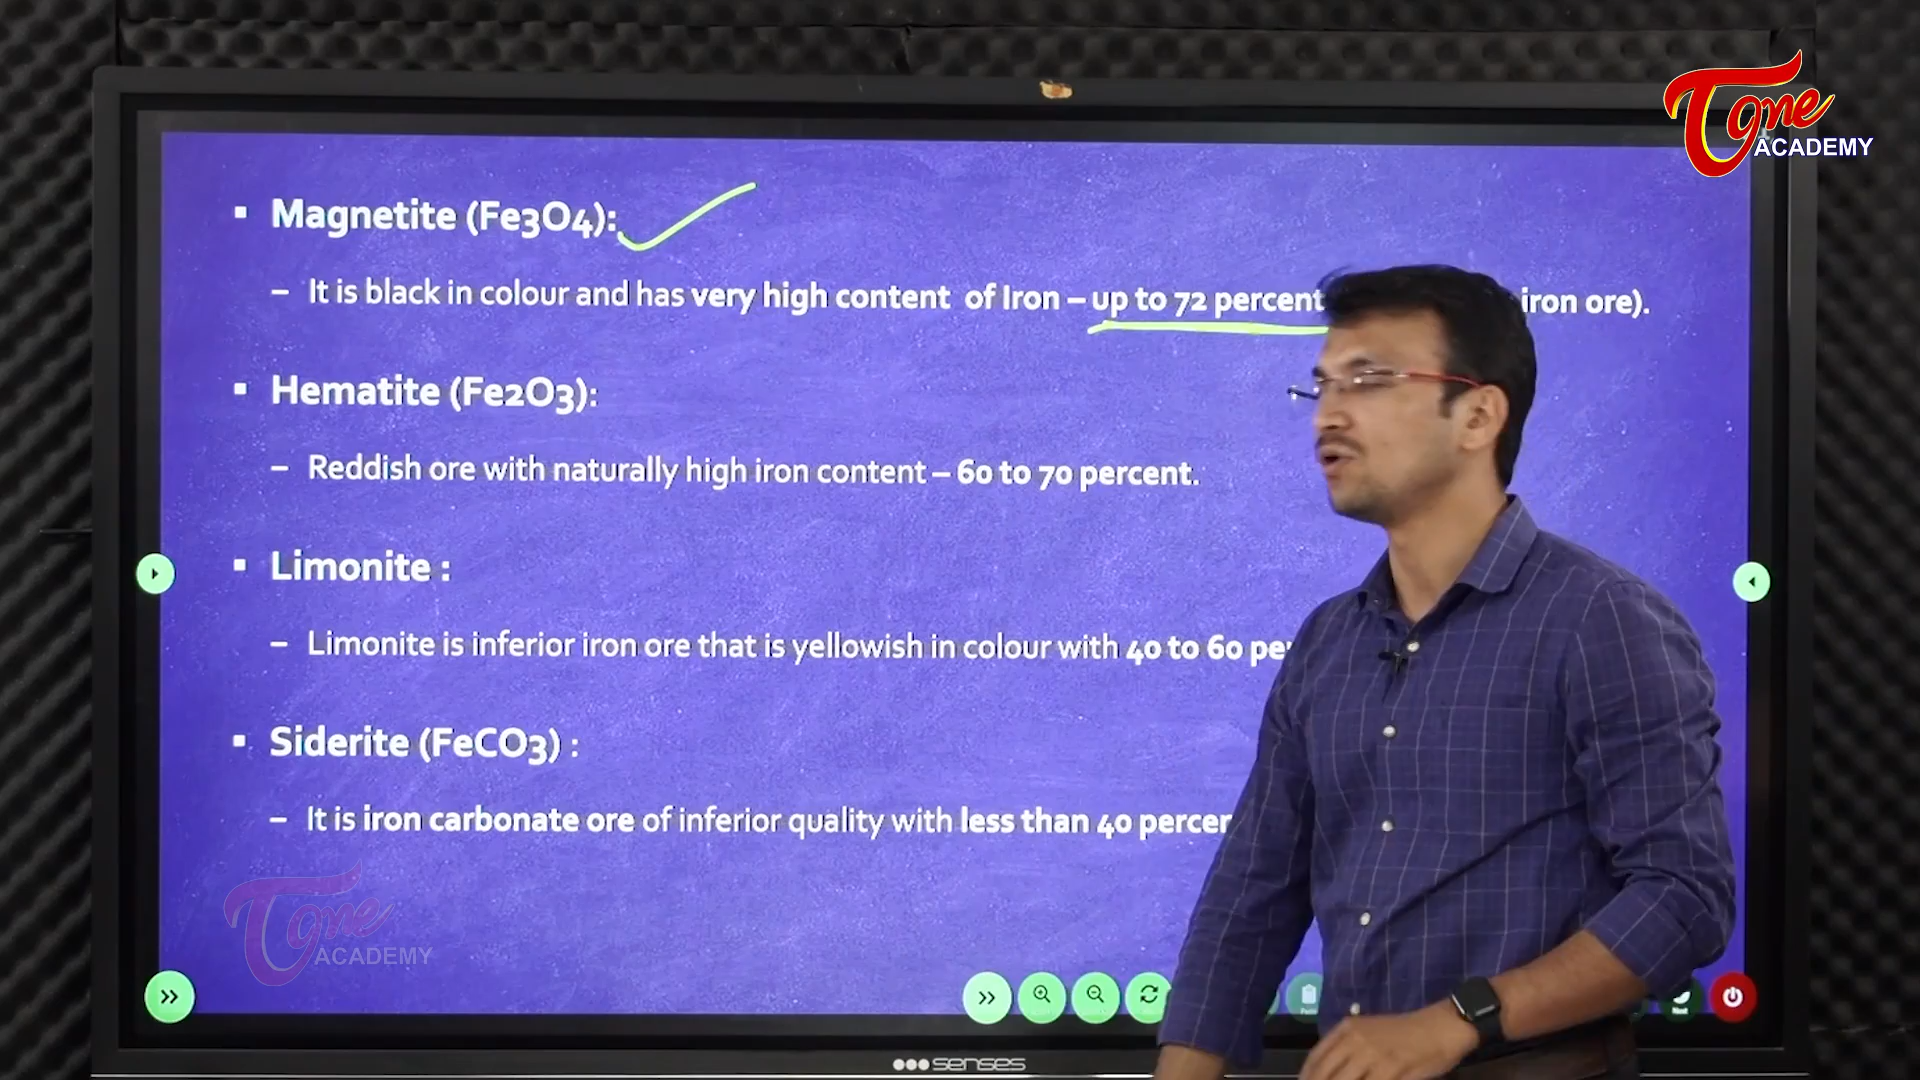 Tone
ACADEMY
Magnetite (Fe3O4):
– It is black in colour and has very high content of Iron – up to 72 percent iron ore).
Hematite (Fe2O3):
– Reddish ore with naturally high iron content – 60 to 70 percent.
Limonite :
– Limonite is inferior iron ore that is yellowish in colour with 40 to 60
Siderite (FeCO3) :
– It is iron carbonate ore of inferior quality with less than 40
Tone
ACADEMY
Next
senses